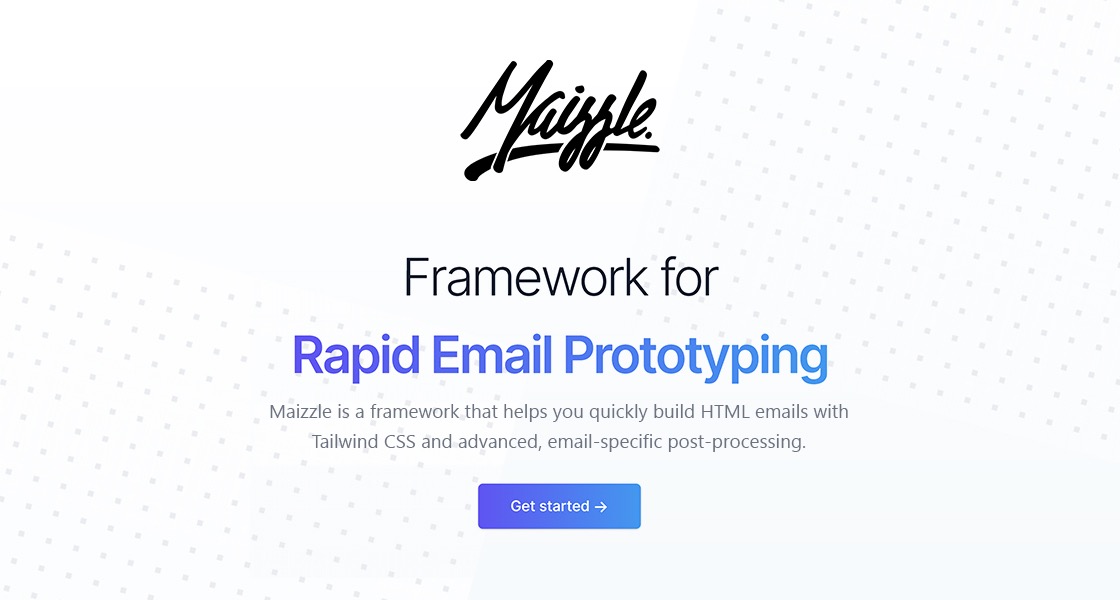 Maizzle.
Framework for
Rapid Email Prototyping
Maizzle is a framework that helps you quickly build HTML emails with
Tailwind CSS and advanced, email-specific post-processing.
Get started →